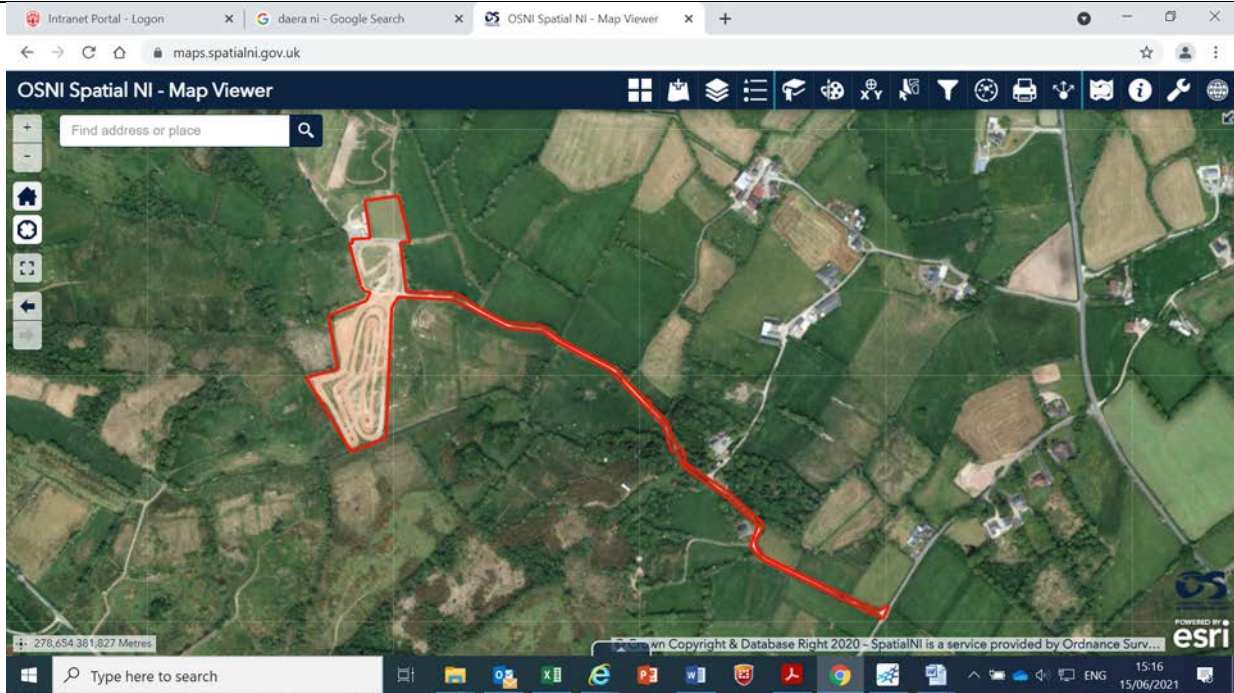 Intranet Portal - Logon
daera ni - Google Search
OSNI Spatial NI - Map Viewer
maps.spatialni.gov.uk
OSNI Spatial NI - Map Viewer
Find address or place
278,654 381,827 Metres
wn Copyright & Database Right 2020 - SpatialNI is a service provided by Ordnance Surv...
OS
POWERED BY
esri
Type here to search
ENG
15:16
15/06/2021